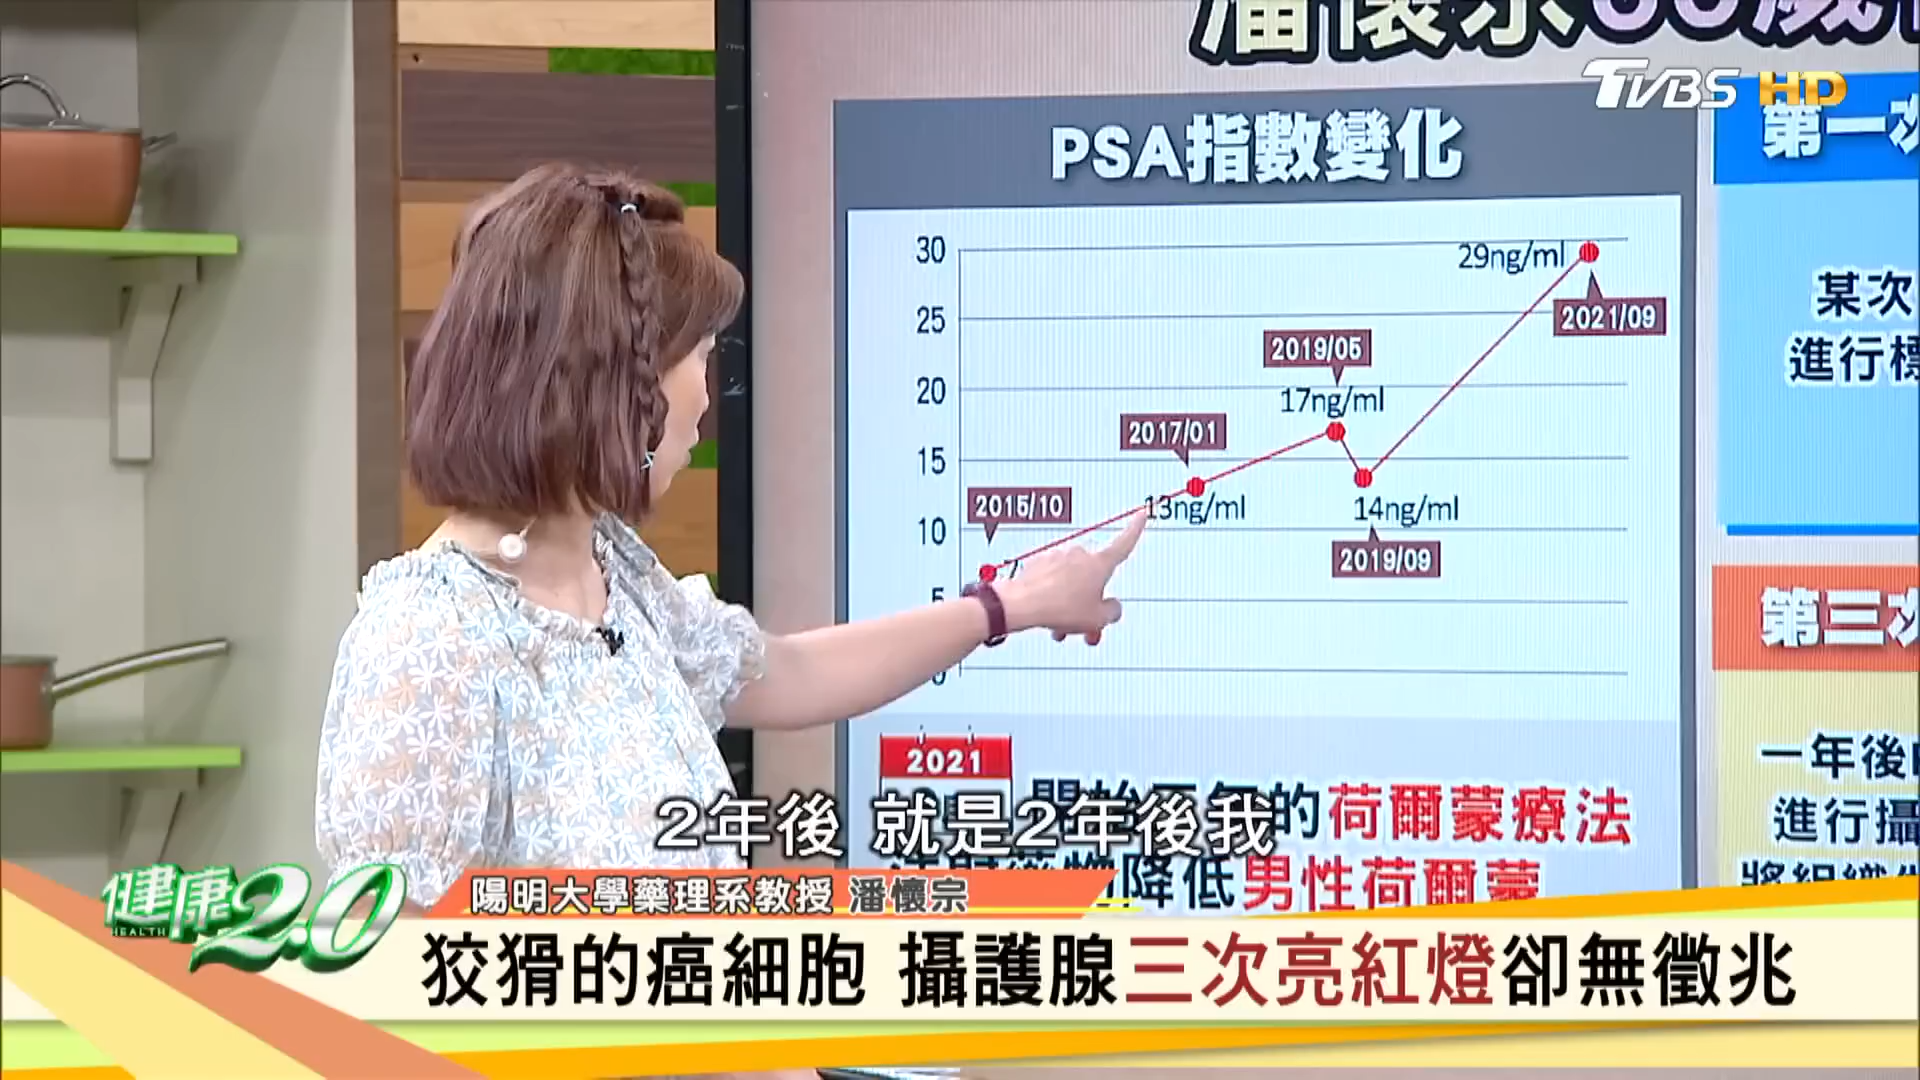 TVBS HD
PSA指數變化
第一次
30
25
20
15
10
5
0
29ng/ml
2021/09
2019/05
17ng/ml
2017/01
13ng/ml
2015/10
7
14ng/ml
2019/09
某次
進行標
第三次
一年後
進行攝
2021
的荷爾蒙療法
降低男性荷爾蒙
2年後 就是2年後我
健康2.0
HEALTH
陽明大學藥理系教授 潘懷宗
狡猾的癌細胞 攝護腺三次亮紅燈卻無徵兆